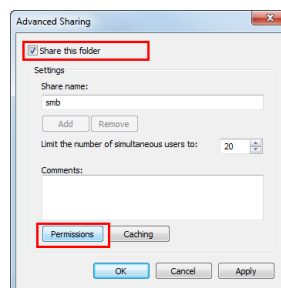 Advanced Sharing
Share this folder
Settings
Share name:
smb
Add Remove
Limit the number of simultaneous users to: 20
Comments:
Permissions Caching
OK Cancel Apply